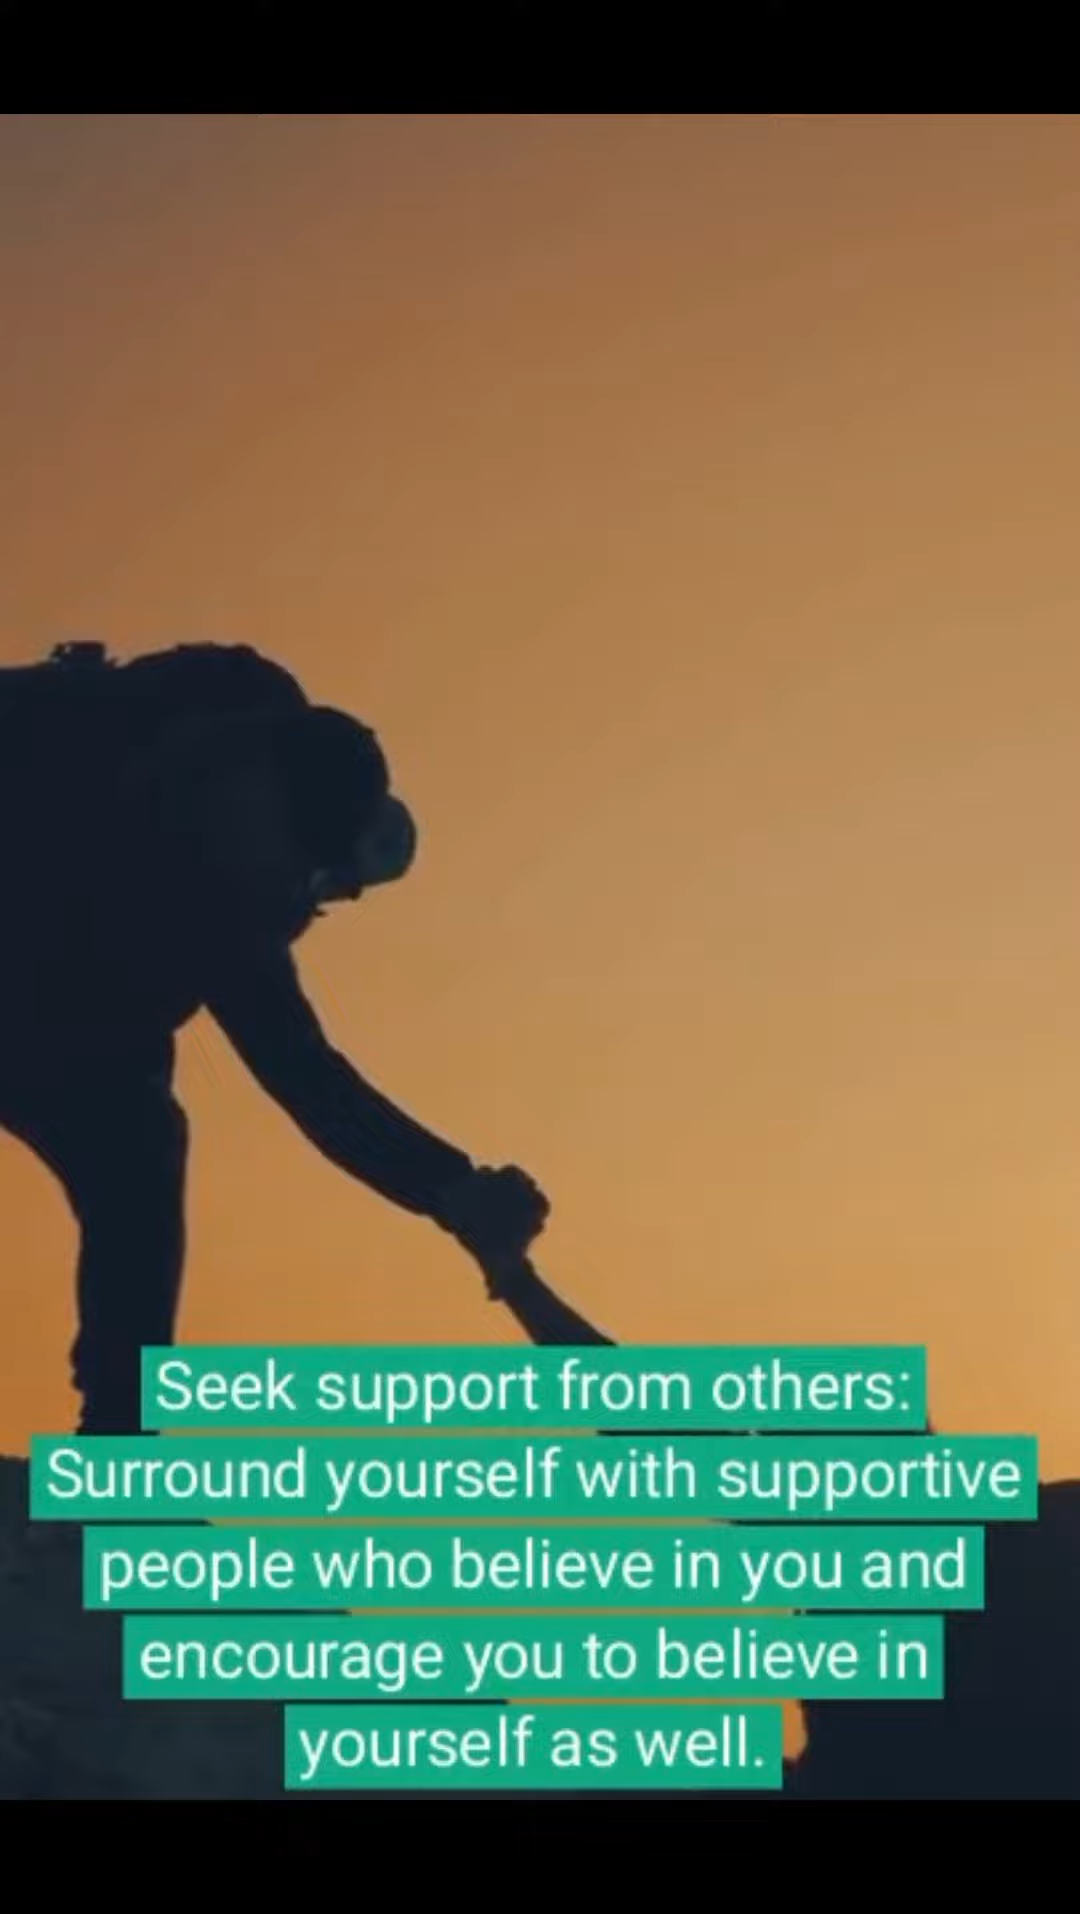 Seek support from others:
Surround yourself with supportive
people who believe in you and
encourage you to believe in
yourself as well.